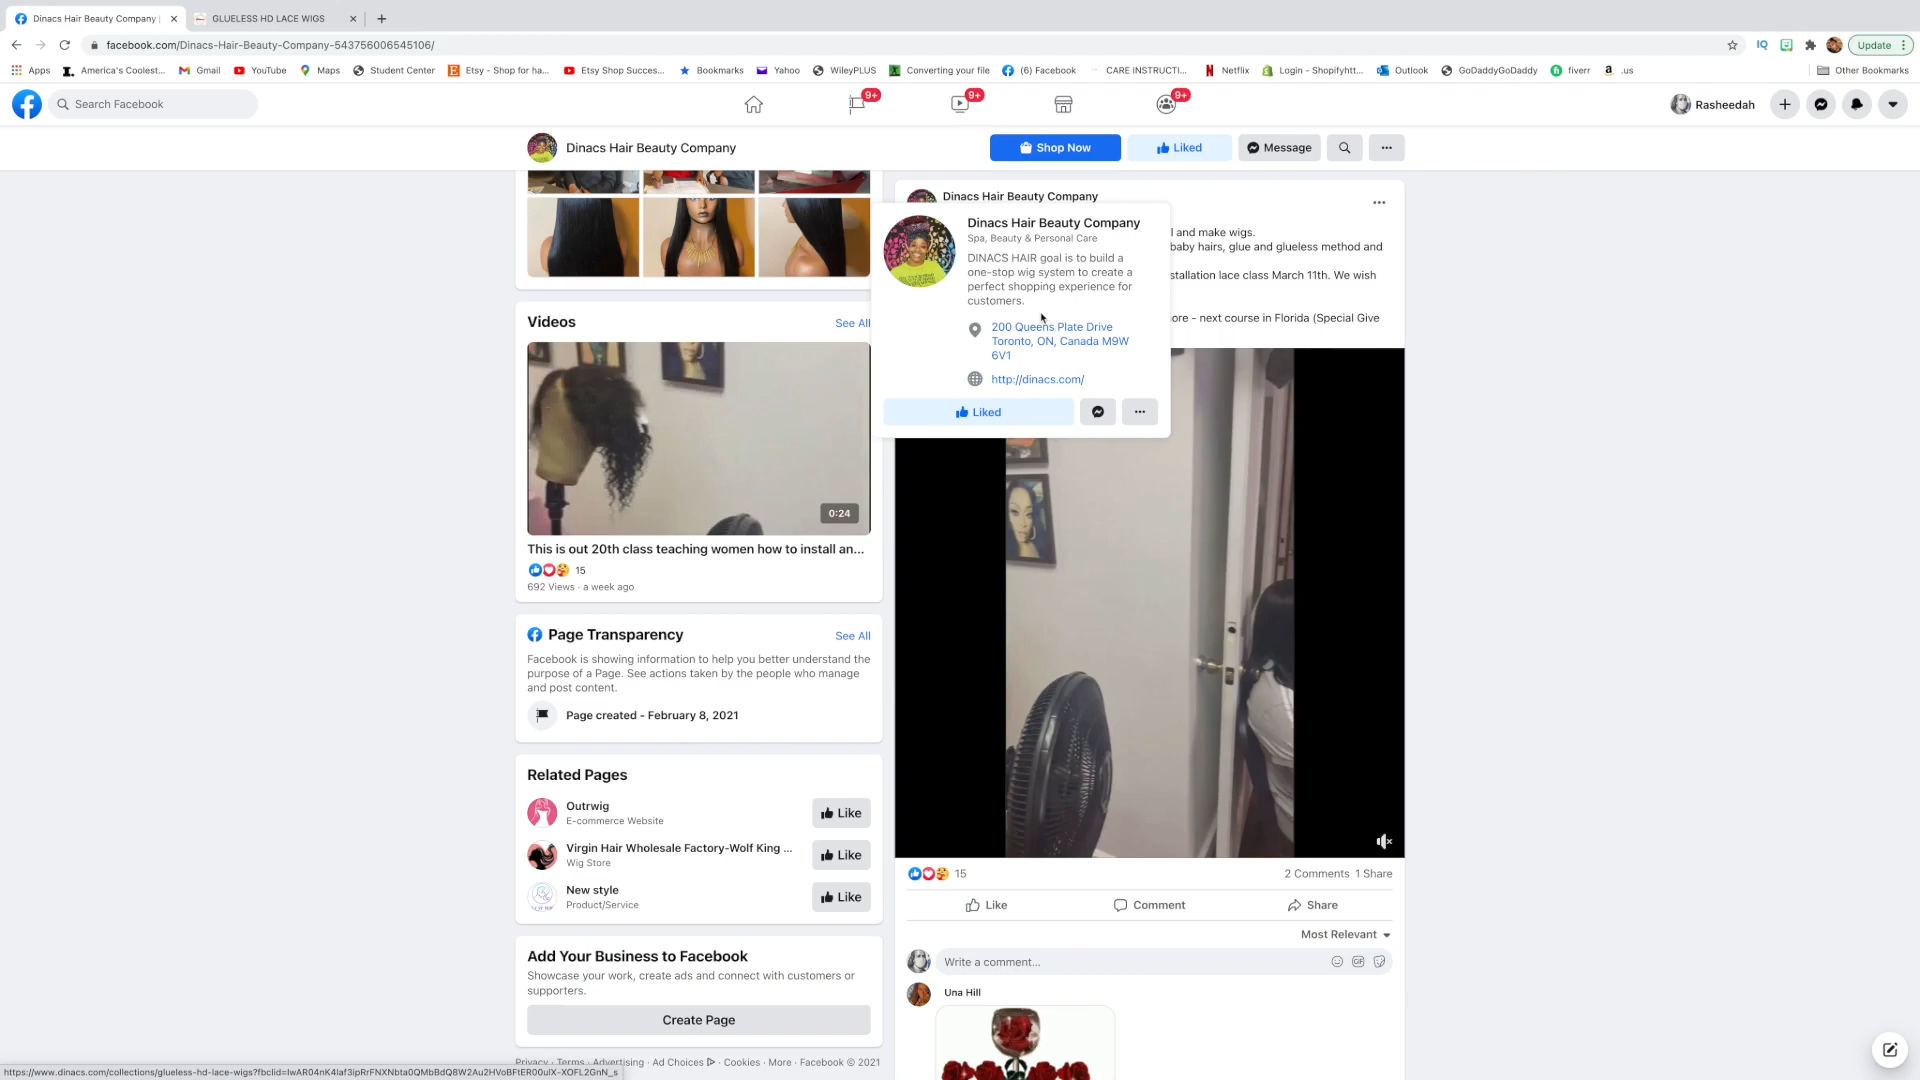 Dinacs Hair Beauty Company |
GLUELESS HD LACE WIGS
facebook.com/Dinacs-Hair-Beauty-Company-543756006545106/
Update
Apps
America's Coolest...
Gmail
YouTube
Maps
Student Center
Etsy - Shop for ha...
Etsy Shop Succes...
Bookmarks
Yahoo
WileyPLUS
Converting your file
(6) Facebook
CARE INSTRUCTI...
Netflix
Login - Shopifyhtt...
Outlook
GoDaddyGoDaddy
fiverr
.us
Other Bookmarks
Search Facebook
9+
9+
9+
Rasheedah
Dinacs Hair Beauty Company
Shop Now
Liked
Message
Videos
See All
0:24
This is out 20th class teaching women how to install an...
15
692 Views · a week ago
Page Transparency
See All
Facebook is showing information to help you better understand the
purpose of a Page. See actions taken by the people who manage
and post content.
Page created - February 8, 2021
Related Pages
Outrwig
E-commerce Website
Like
Virgin Hair Wholesale Factory-Wolf King ...
Wig Store
Like
New style
Product/Service
Like
Add Your Business to Facebook
Showcase your work, create ads and connect with customers or
supporters.
Create Page
Privacy · Terms · Advertising · Ad Choices · Cookies · More · Facebook © 2021
Dinacs Hair Beauty Company
Dinacs Hair Beauty Company
Spa, Beauty & Personal Care
DINACS HAIR goal is to build a
one-stop wig system to create a
perfect shopping experience for
customers.
200 Queens Plate Drive
Toronto, ON, Canada M9W
6V1
http://dinacs.com/
Liked
l and make wigs.
baby hairs, glue and glueless method and
stallation lace class March 11th. We wish
ore - next course in Florida (Special Give
15
2 Comments 1 Share
Like
Comment
Share
Most Relevant
Write a comment...
GIF
Una Hill